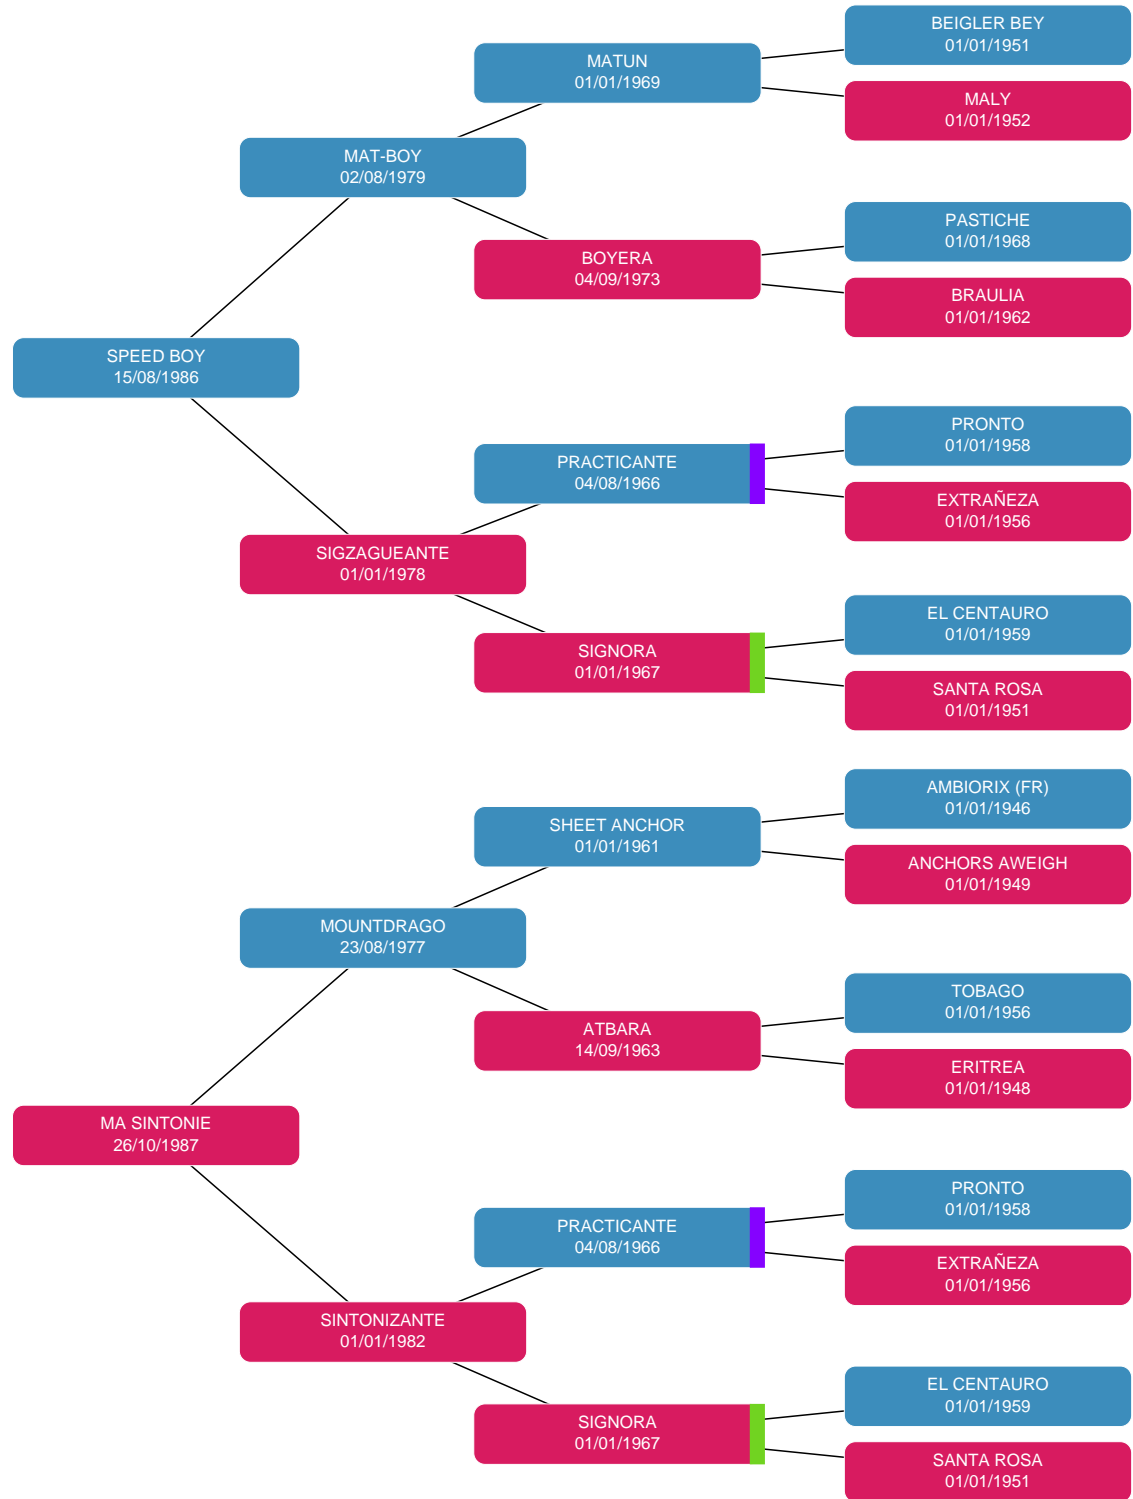 BEIGLER BEY
01/01/1951
MATUN
01/01/1969
MALY
01/01/1952
MAT-BOY
02/08/1979
PASTICHE
01/01/1968
BOYERA
04/09/1973
BRAULIA
01/01/1962
SPEED BOY
15/08/1986
PRONTO
01/01/1958
PRACTICANTE
04/08/1966
EXTRAÑEZA
01/01/1956
SIGZAGUEANTE
01/01/1978
EL CENTAURO
01/01/1959
SIGNORA
01/01/1967
SANTA ROSA
01/01/1951
AMBIORIX (FR)
01/01/1946
SHEET ANCHOR
01/01/1961
ANCHORS AWEIGH
01/01/1949
MOUNTDRAGO
23/08/1977
TOBAGO
01/01/1956
ATBARA
14/09/1963
ERITREA
01/01/1948
MA SINTONIE
26/10/1987
PRONTO
01/01/1958
PRACTICANTE
04/08/1966
EXTRAÑEZA
01/01/1956
SINTONIZANTE
01/01/1982
EL CENTAURO
01/01/1959
SIGNORA
01/01/1967
SANTA ROSA
01/01/1951